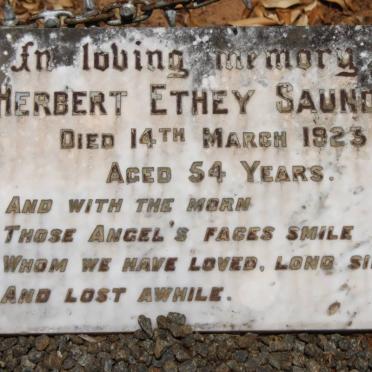 In loving memory
Herbert Ethey Saund
Died 14th March 1923
Aged 54 Years.
And with the morn
Those Angel's faces smile
Whom we have loved, long si
And lost awhile.